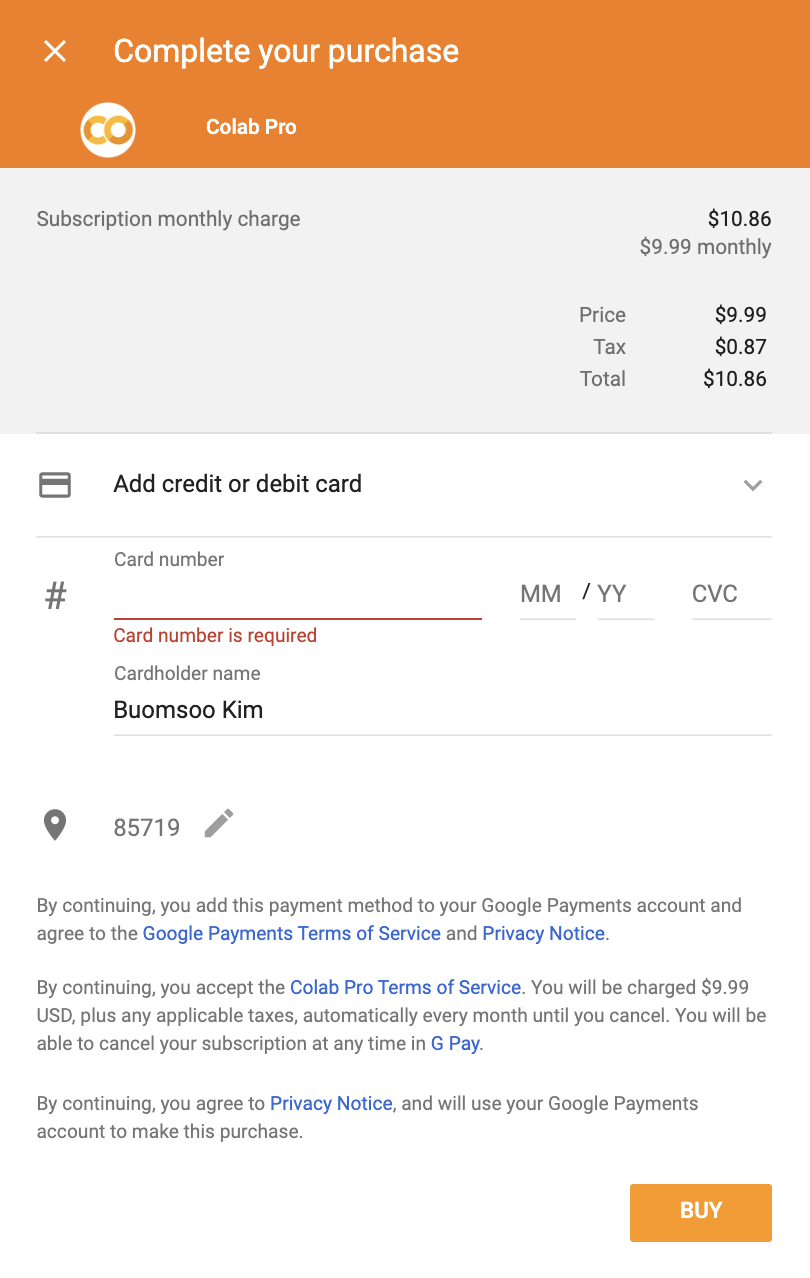 Complete your purchase
Colab Pro
Subscription monthly charge $10.86
$9.99 monthly
Price $9.99
Tax $0.87
Total $10.86
Add credit or debit card
Card number
# MM / YY CVC
Card number is required
Cardholder name
Buomsoo Kim
85719
By continuing, you add this payment method to your Google Payments account and
agree to the Google Payments Terms of Service and Privacy Notice.
By continuing, you accept the Colab Pro Terms of Service. You will be charged $9.99
USD, plus any applicable taxes, automatically every month until you cancel. You will be
able to cancel your subscription at any time in G Pay.
By continuing, you agree to Privacy Notice, and will use your Google Payments
account to make this purchase.
BUY